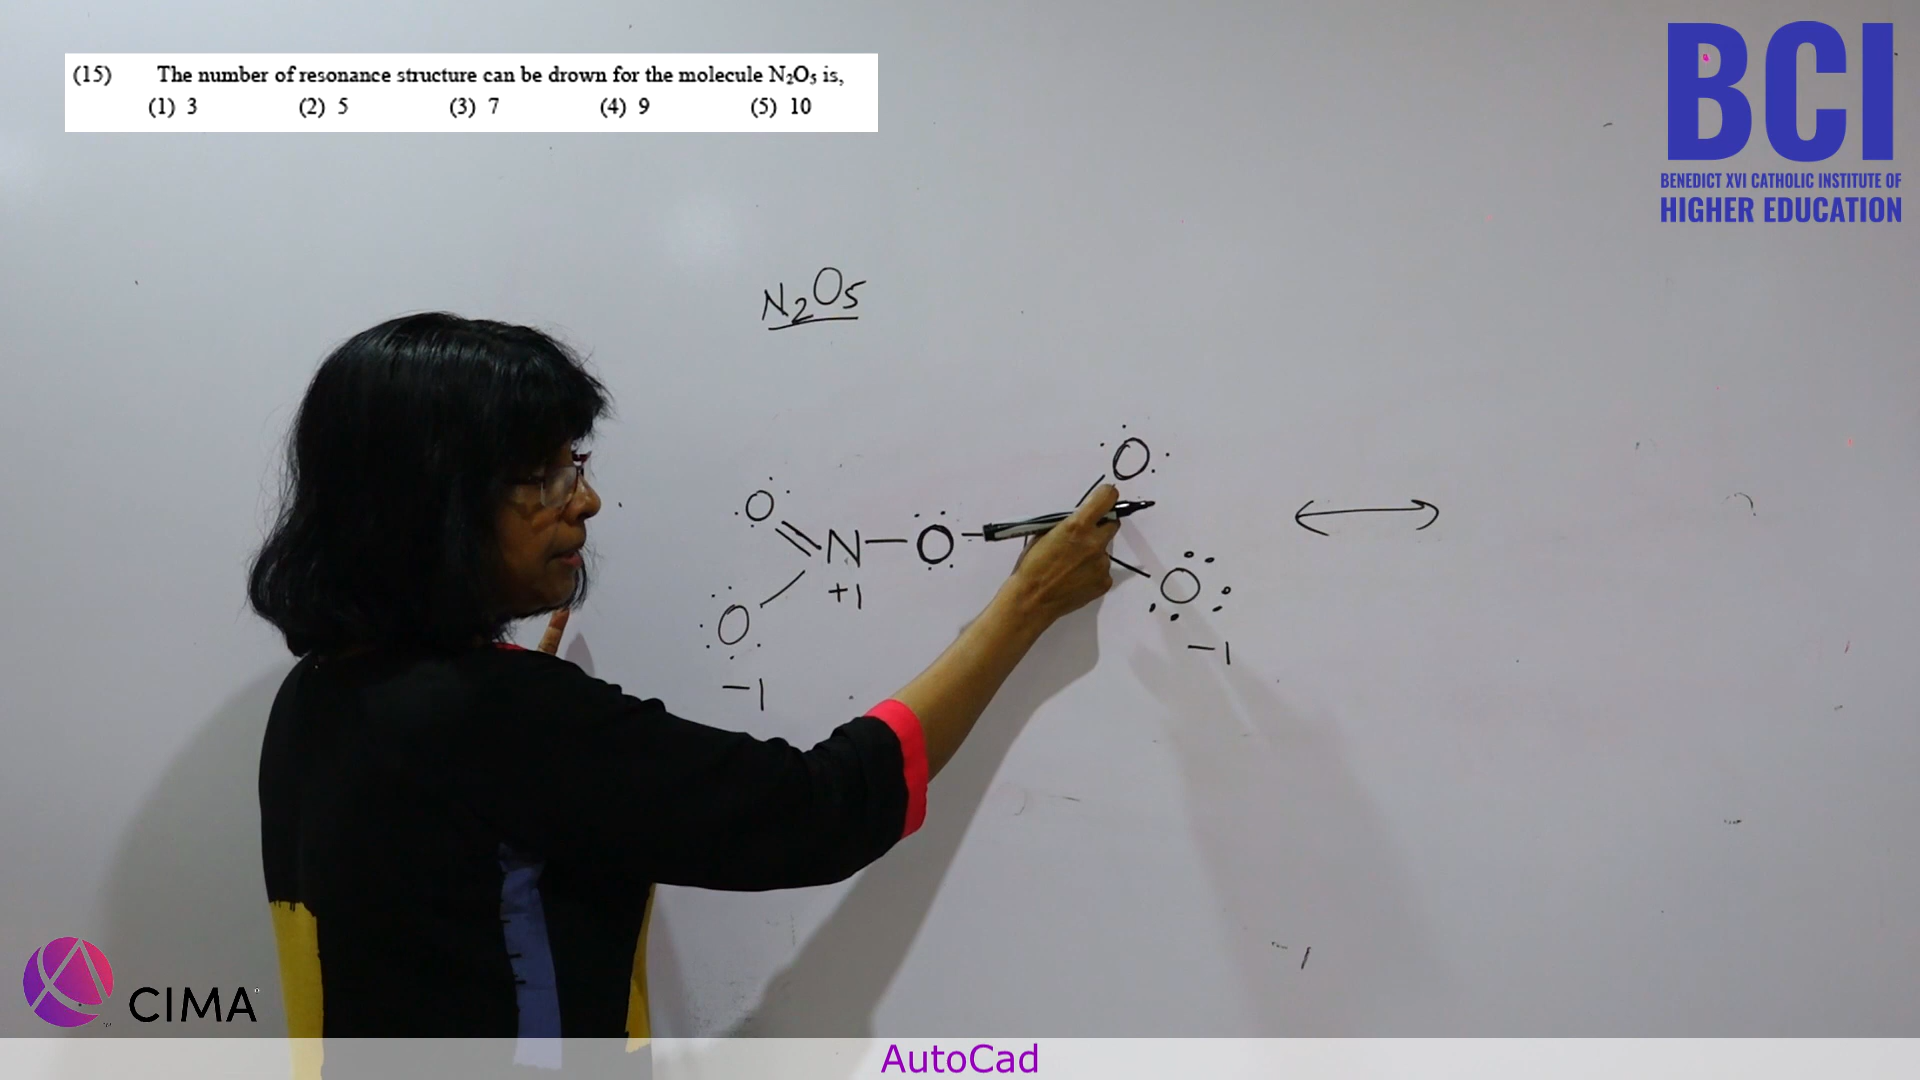 (15) The number of resonance structure can be drown for the molecule N₂O₅ is,
(1) 3 (2) 5 (3) 7 (4) 9 (5) 10
BCI
BENEDICT XVI CATHOLIC INSTITUTE OF
HIGHER EDUCATION
N₂O₅
O
O
N — O —
+1
O
O
-1
-1
CIMA
AutoCad